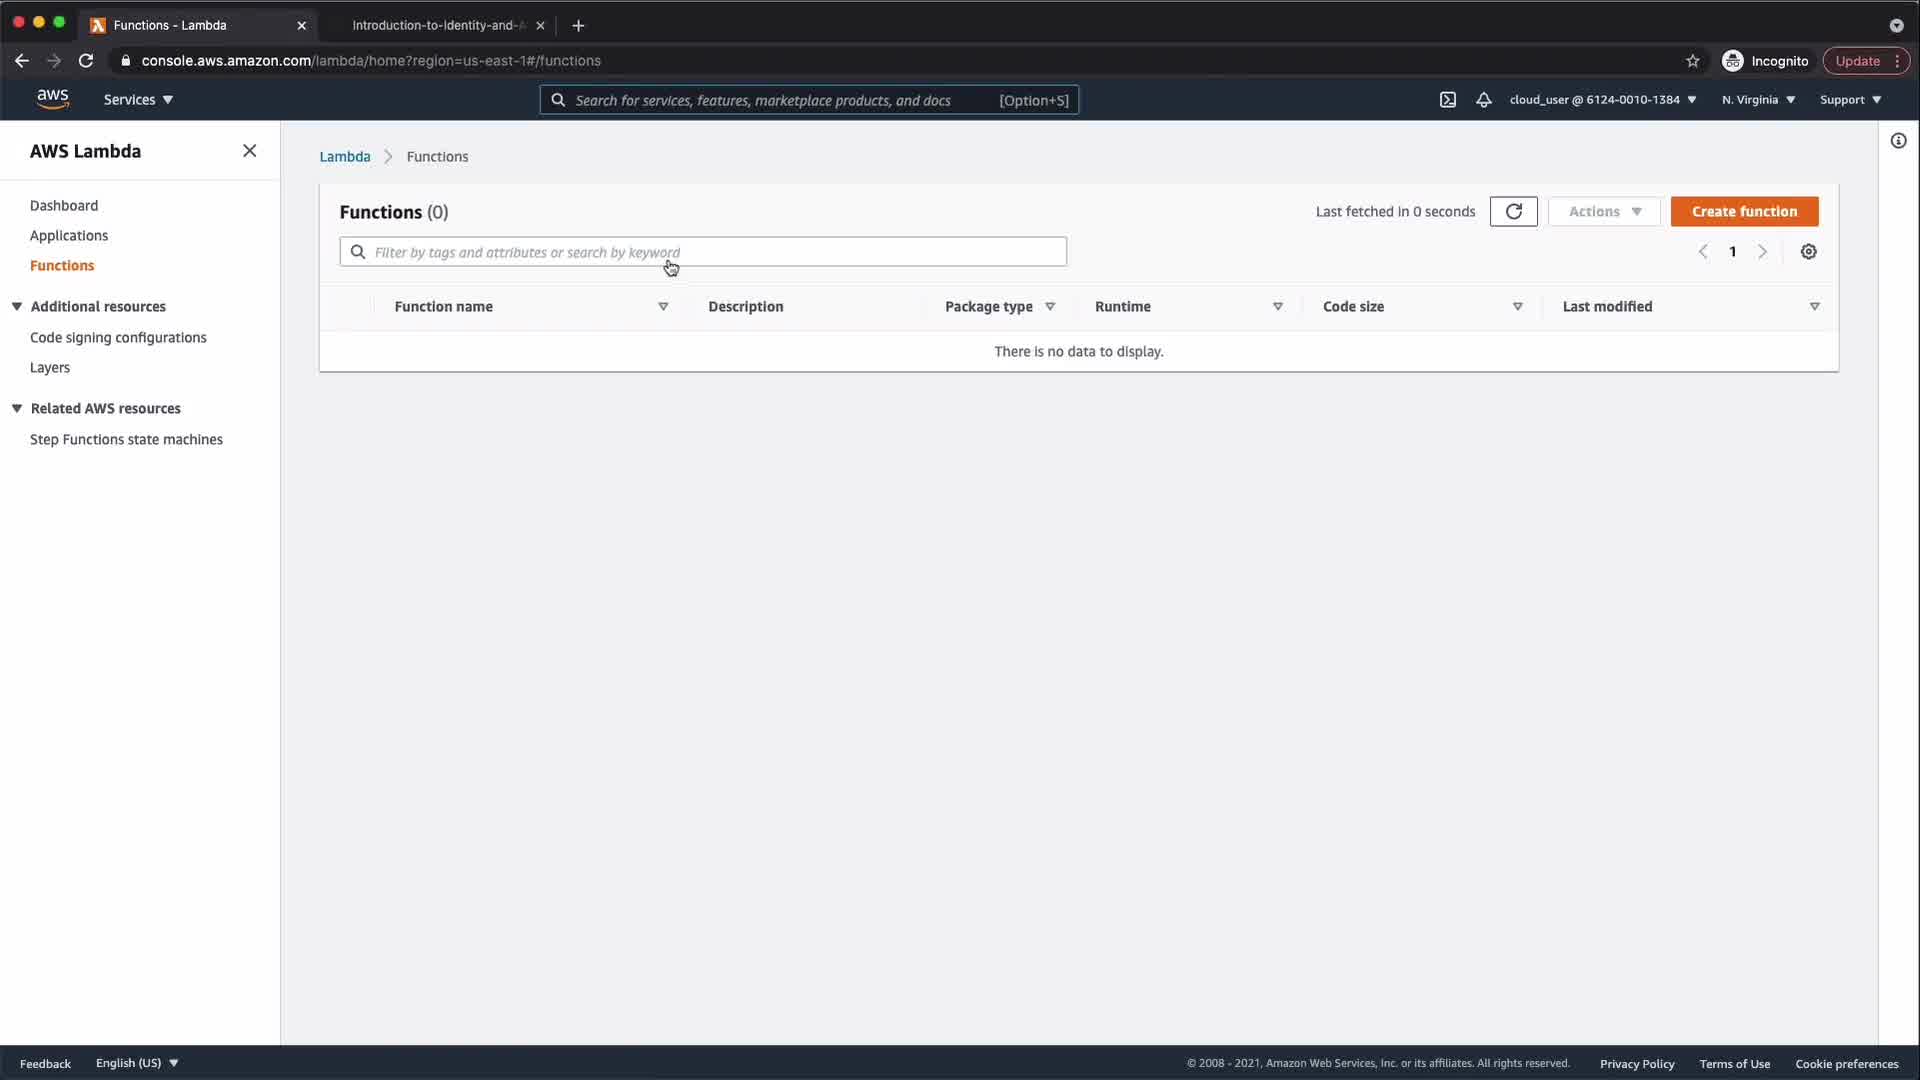 Functions - Lambda
Introduction-to-Identity-and-A
console.aws.amazon.com/lambda/home?region=us-east-1#/functions
Incognito
Update
aws
Services
Search for services, features, marketplace products, and docs
[Option+S]
cloud_user @ 6124-0010-1384
N. Virginia
Support
AWS Lambda
Dashboard
Applications
Functions
Additional resources
Code signing configurations
Layers
Related AWS resources
Step Functions state machines
Lambda
Functions
Functions (0)
Last fetched in 0 seconds
Actions
Create function
Filter by tags and attributes or search by keyword
1
Function name
Description
Package type
Runtime
Code size
Last modified
There is no data to display.
Feedback
English (US)
© 2008 - 2021, Amazon Web Services, Inc. or its affiliates. All rights reserved.
Privacy Policy
Terms of Use
Cookie preferences